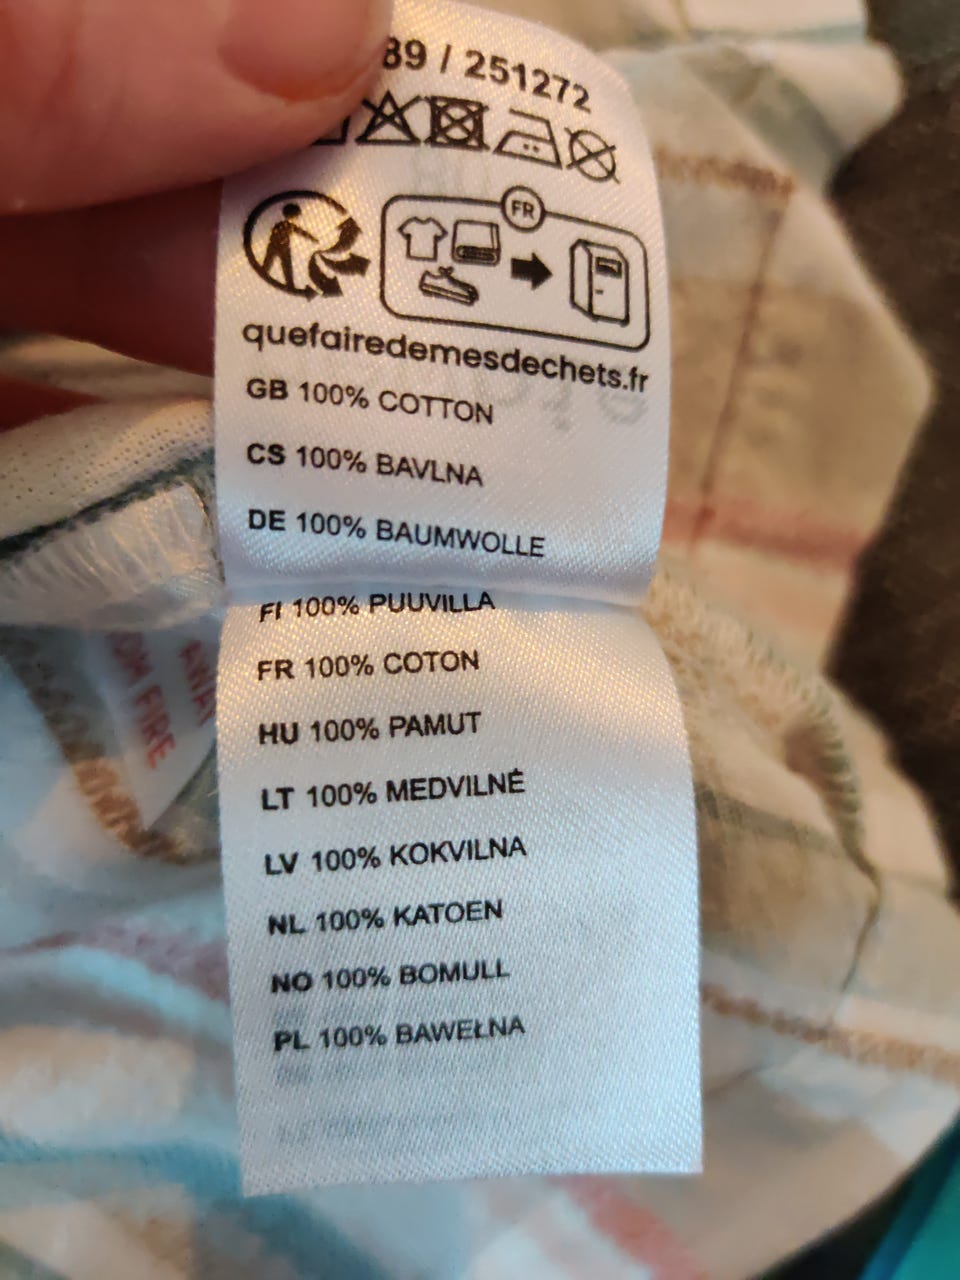 89 / 251272
FR
quefairedemesdechets.fr
GB 100% COTTON
CS 100% BAVLNA
DE 100% BAUMWOLLE
FI 100% PUUVILLA
FR 100% COTON
HU 100% PAMUT
LT 100% MEDVILNĖ
LV 100% KOKVILNA
NL 100% KATOEN
NO 100% BOMULL
PL 100% BAWEŁNA
AWAY
FIRE